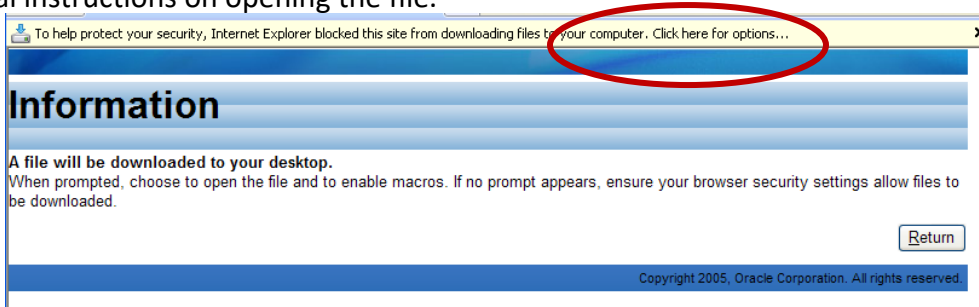 al instructions on opening the file.
To help protect your security, Internet Explorer blocked this site from downloading files to your computer. Click here for options...
Information
A file will be downloaded to your desktop.
When prompted, choose to open the file and to enable macros. If no prompt appears, ensure your browser security settings allow files to
be downloaded.
Return
Copyright 2005, Oracle Corporation. All rights reserved.